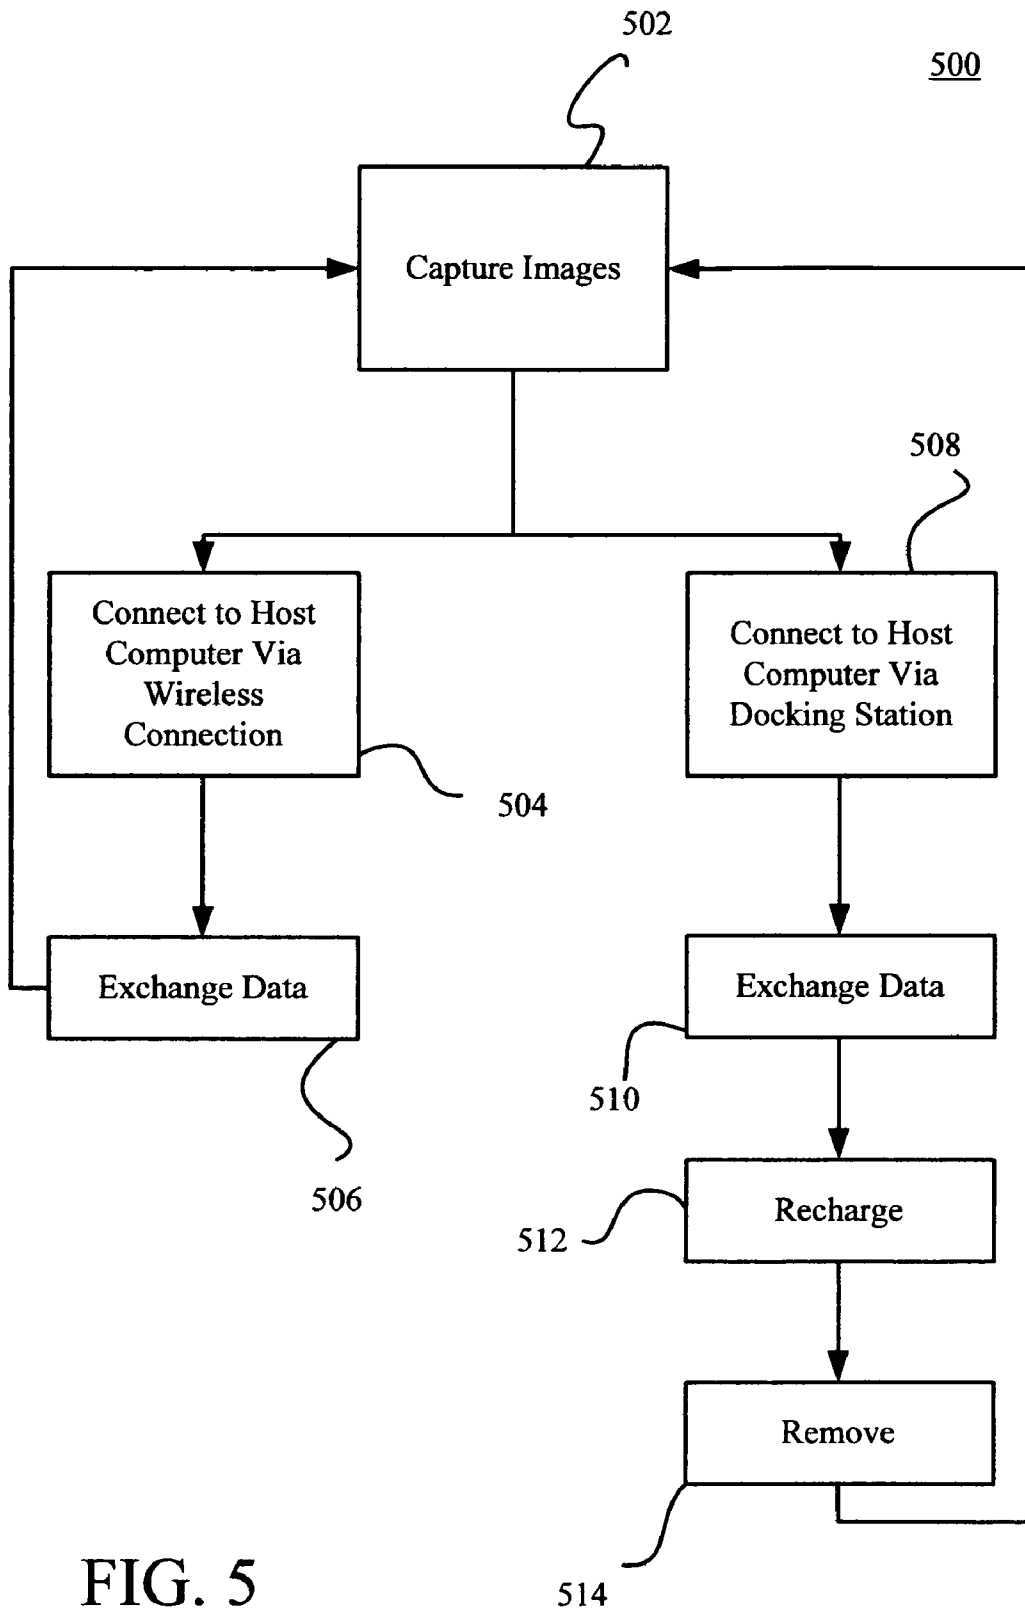 502
500
Capture Images
508
Connect to Host
Computer Via
Wireless
Connection
Connect to Host
Computer Via
Docking Station
504
Exchange Data
Exchange Data
510
506
Recharge
512
Remove
514
FIG. 5